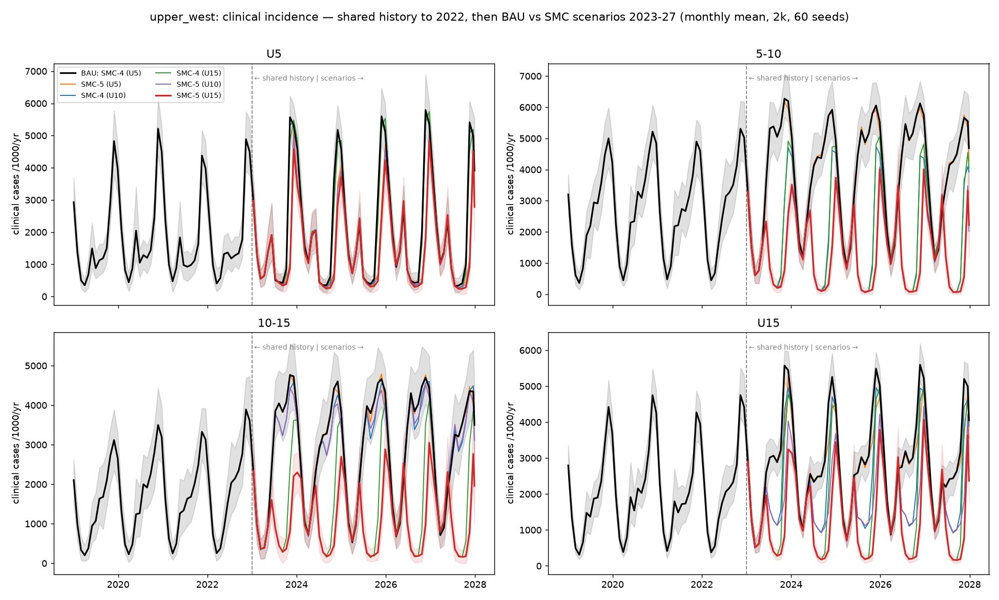 upper_west: clinical incidence — shared history to 2022, then BAU vs SMC scenarios 2023-27 (monthly mean, 2k, 60 seeds)
U5
clinical cases /1000/yr
7000
6000
5000
4000
3000
2000
1000
0
BAU: SMC-4 (U5)
SMC-5 (U5)
SMC-4 (U10)
SMC-4 (U15)
SMC-5 (U10)
SMC-5 (U15)
← shared history | scenarios →
5-10
clinical cases /1000/yr
7000
6000
5000
4000
3000
2000
1000
0
← shared history | scenarios →
10-15
clinical cases /1000/yr
5000
4000
3000
2000
1000
0
← shared history | scenarios →
2020 2022 2024 2026 2028
U15
clinical cases /1000/yr
6000
5000
4000
3000
2000
1000
0
← shared history | scenarios →
2020 2022 2024 2026 2028